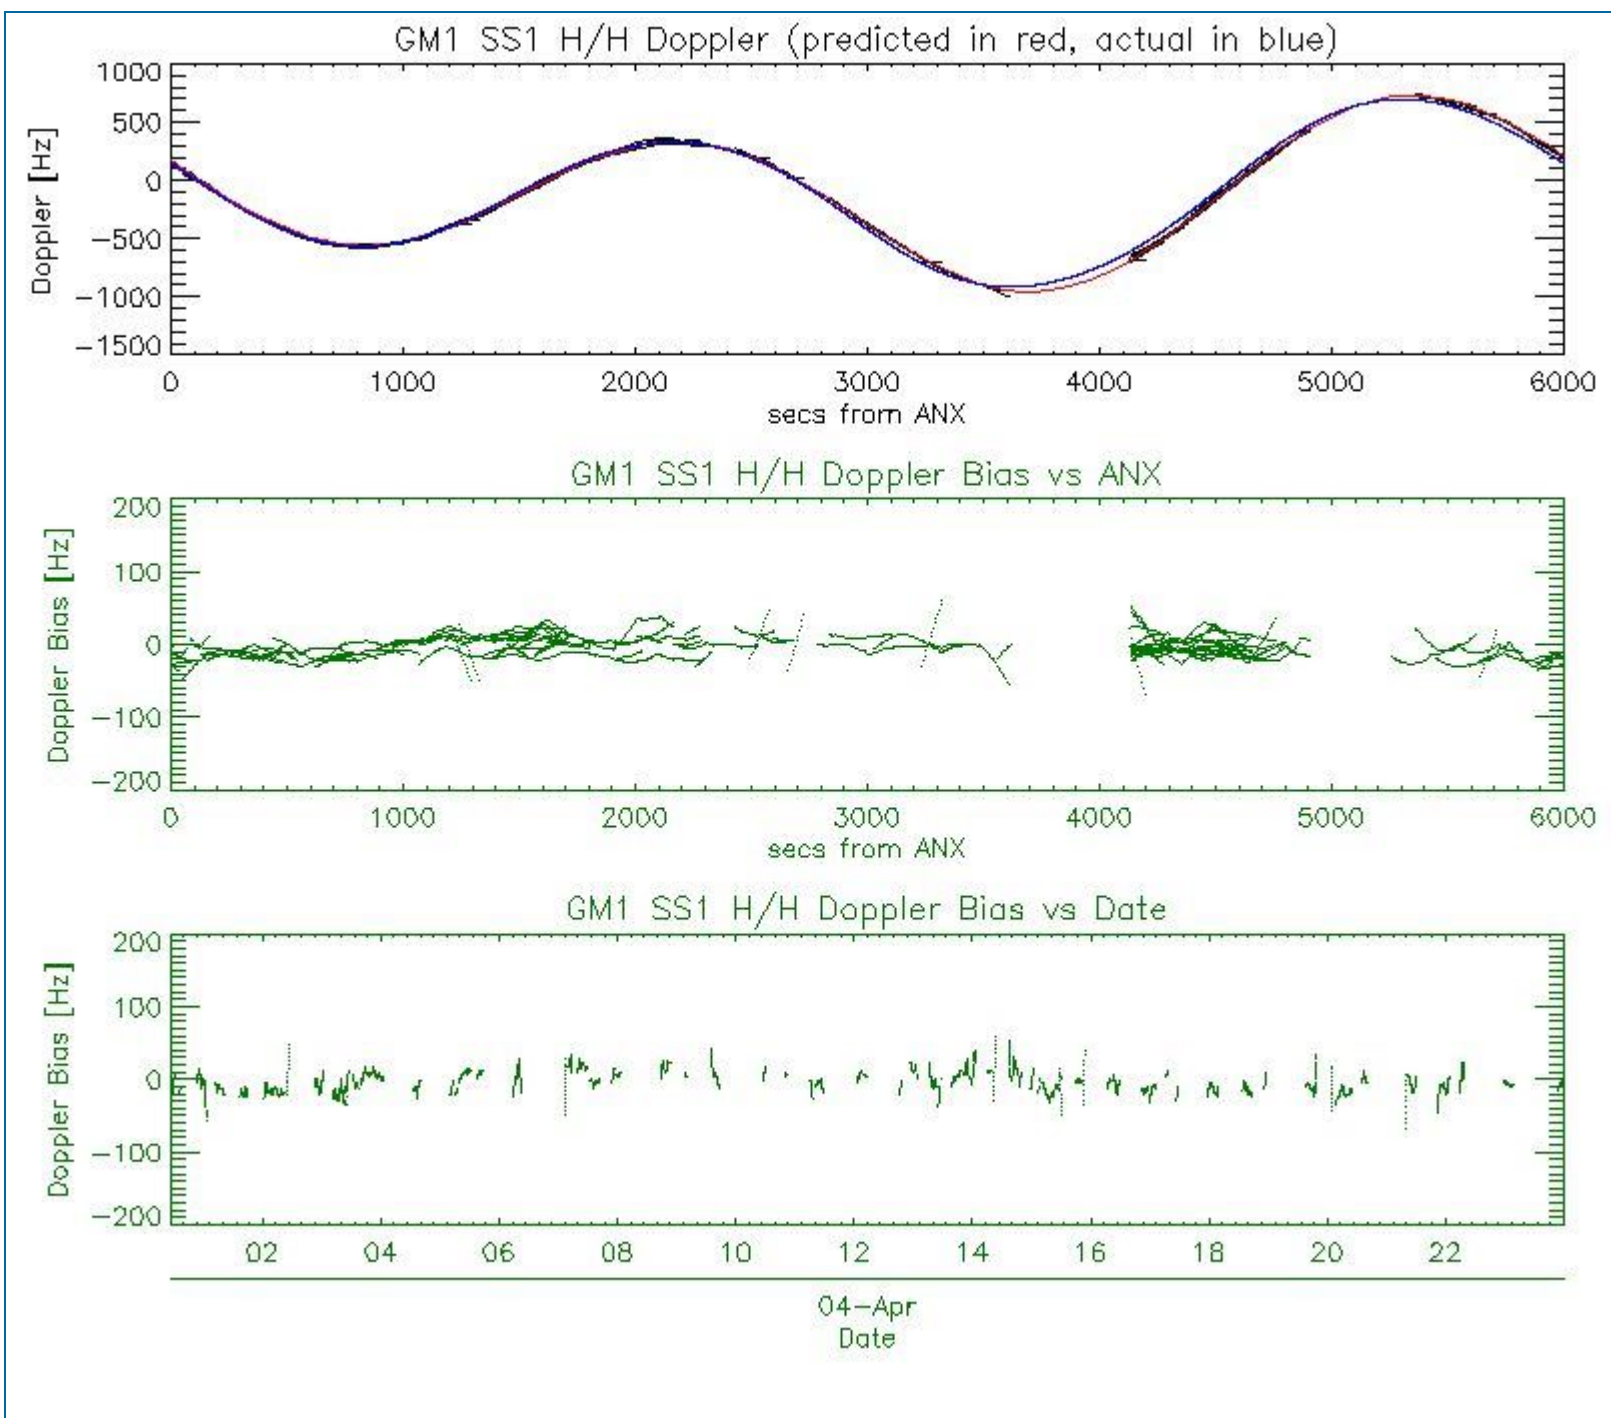 GM1 SS1 H/H Doppler (predicted in red, actual in blue)
1000
500
0
−500
−1000
−1500
Doppler [Hz]
0 1000 2000 3000 4000 5000 6000
secs from ANX
GM1 SS1 H/H Doppler Bias vs ANX
200
100
0
−100
−200
Doppler Bias [Hz]
0 1000 2000 3000 4000 5000 6000
secs from ANX
GM1 SS1 H/H Doppler Bias vs Date
200
100
0
−100
−200
Doppler Bias [Hz]
02 04 06 08 10 12 14 16 18 20 22
04−Apr
Date